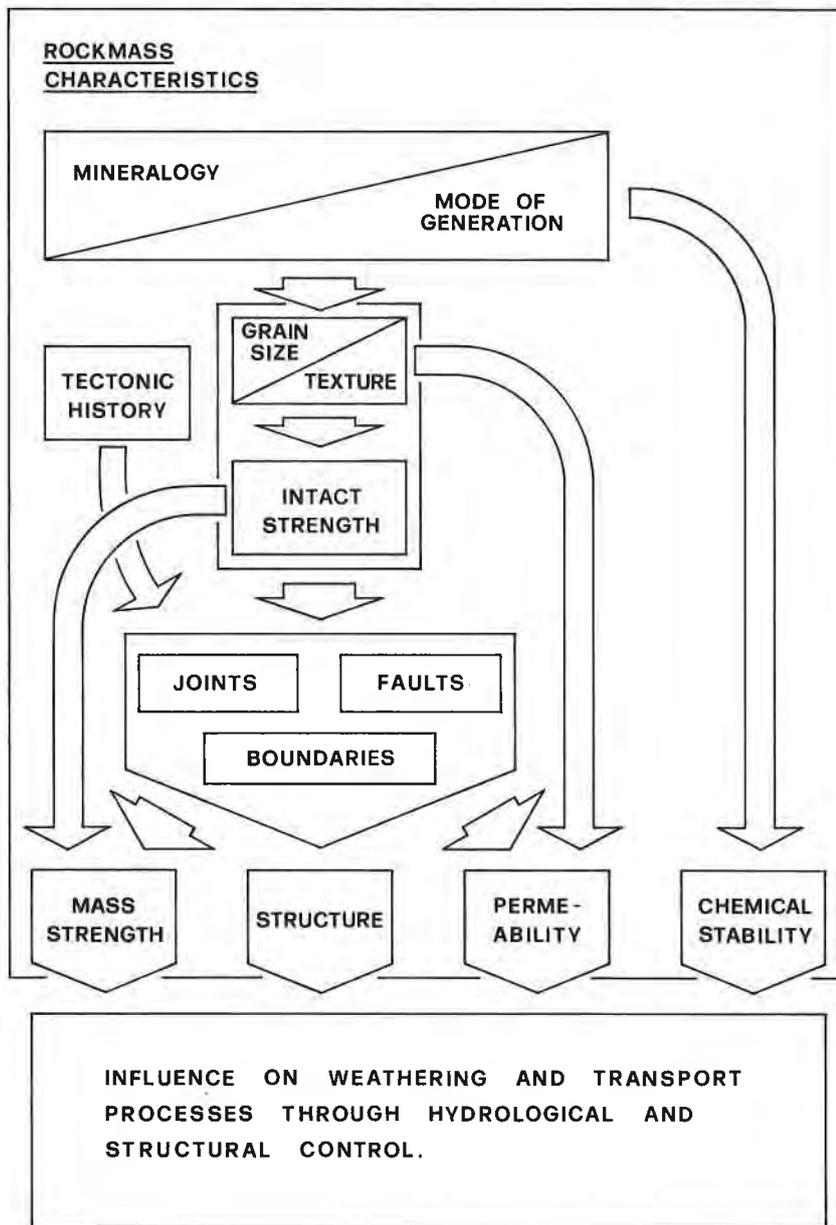 ROCKMASS
CHARACTERISTICS
MINERALOGY
MODE OF
GENERATION
GRAIN
SIZE
TEXTURE
TECTONIC
HISTORY
INTACT
STRENGTH
JOINTS
FAULTS
BOUNDARIES
MASS
STRENGTH
STRUCTURE
PERME-
ABILITY
CHEMICAL
STABILITY
INFLUENCE ON WEATHERING AND TRANSPORT
PROCESSES THROUGH HYDROLOGICAL AND
STRUCTURAL CONTROL.